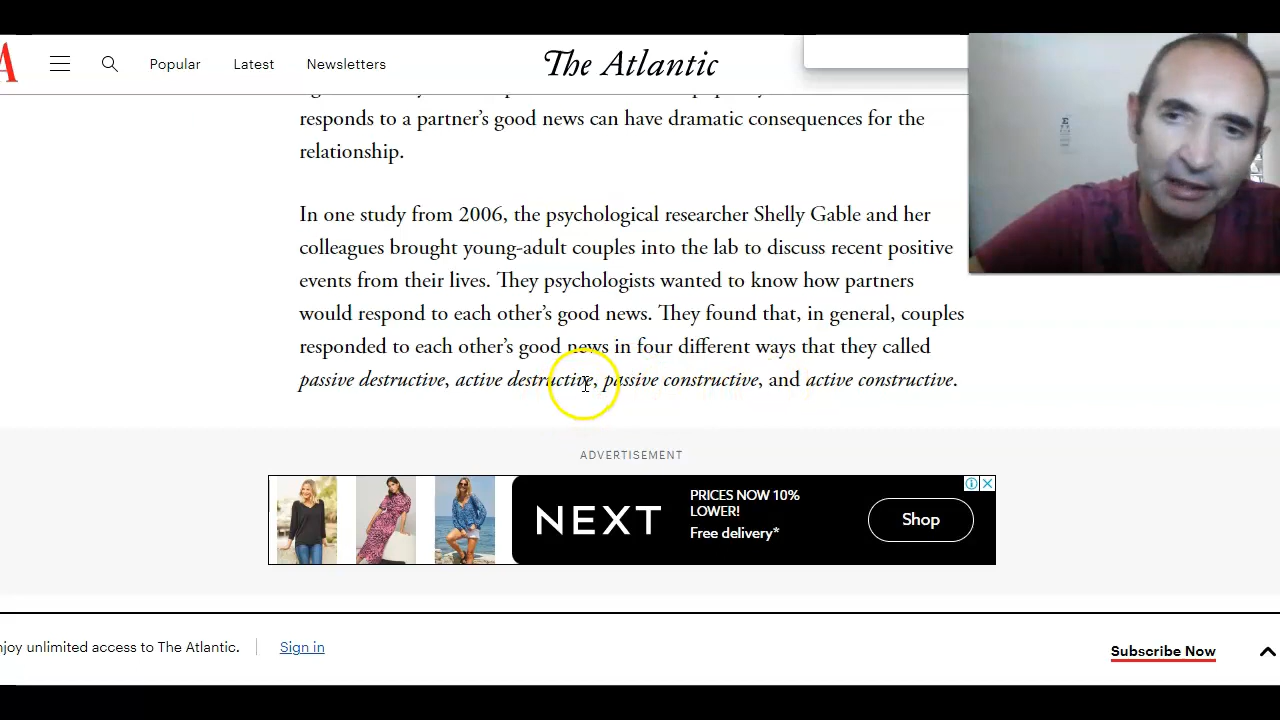 Popular Latest Newsletters
The Atlantic
responds to a partner's good news can have dramatic consequences for the
relationship.
In one study from 2006, the psychological researcher Shelly Gable and her
colleagues brought young-adult couples into the lab to discuss recent positive
events from their lives. They psychologists wanted to know how partners
would respond to each other's good news. They found that, in general, couples
responded to each other's good news in four different ways that they called
passive destructive, active destructive, passive constructive, and active constructive.
ADVERTISEMENT
NEXT
PRICES NOW 10%
LOWER!
Free delivery*
Shop
njoy unlimited access to The Atlantic. Sign in
Subscribe Now